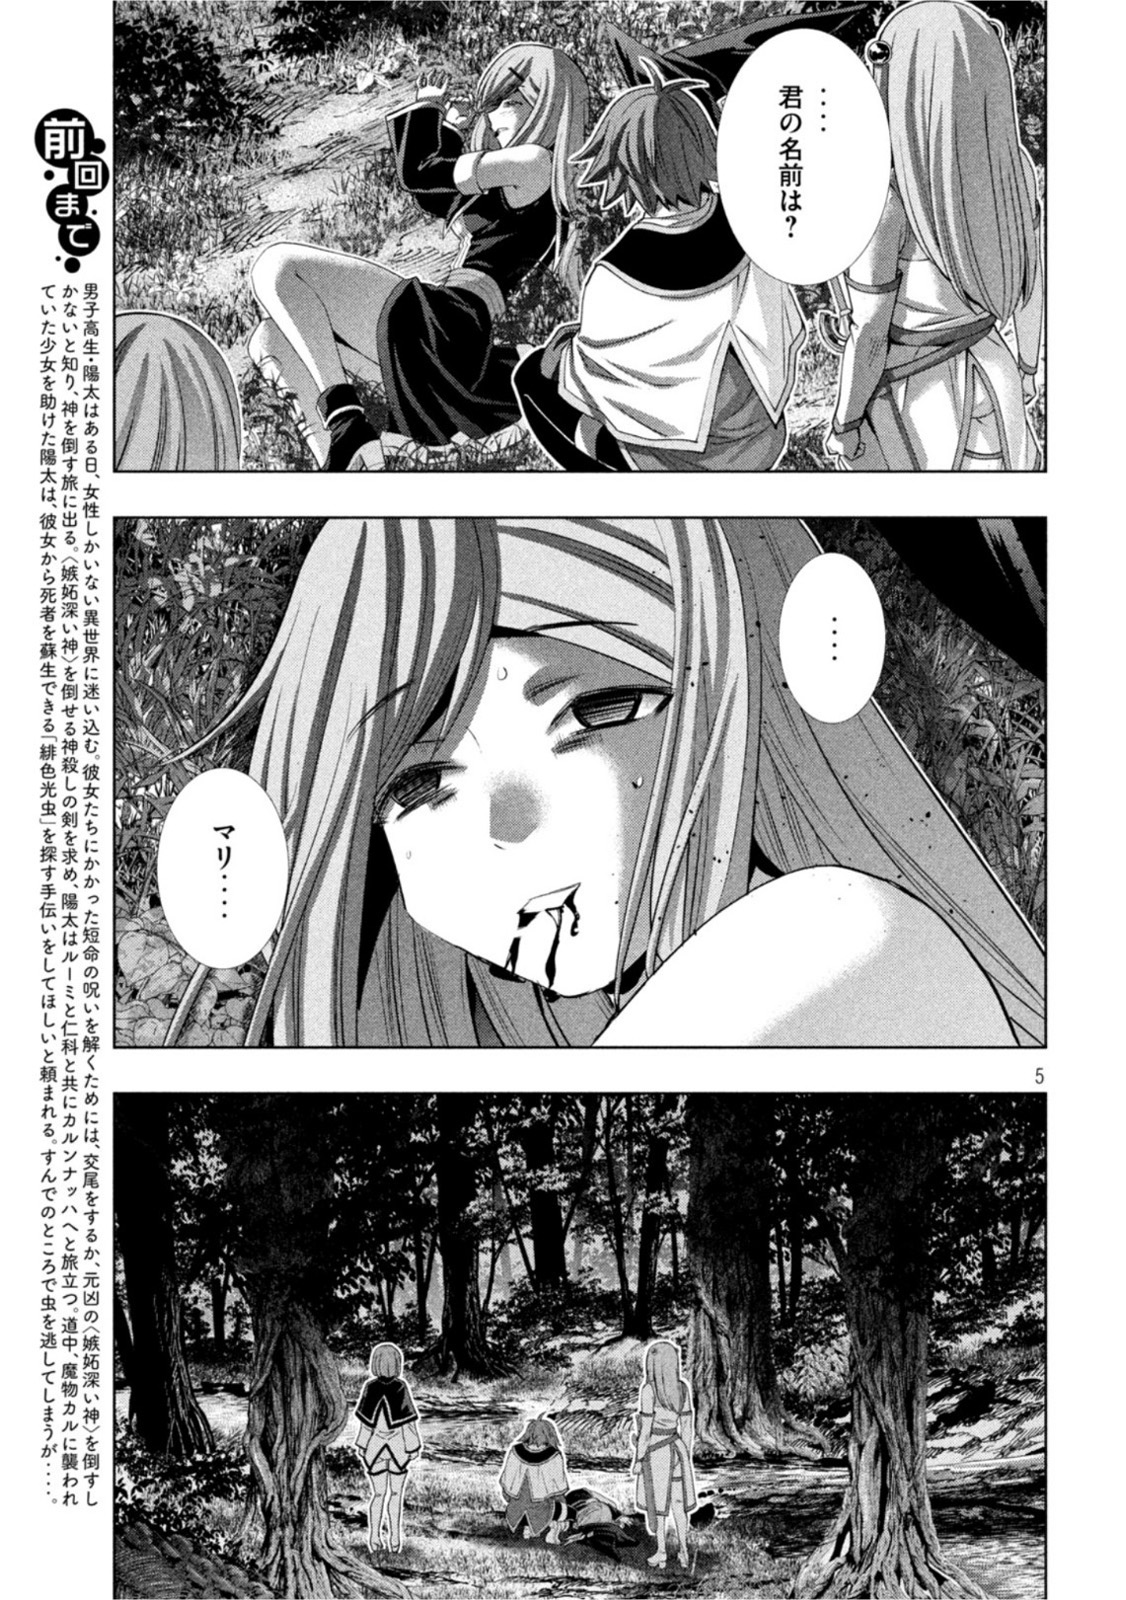 ・・・・
君の名前は？
・・・・
マリ・・・・
5
前回まで
男子高生・陽太はある日、女性しかいない異世界に迷い込む。彼女たちにかかった短命の呪いを解くためには、交尾をするか、元凶の〈嫉妬深い神〉を倒すし
かないと知り、神を倒す旅に出る。〈嫉妬深い神〉を倒せる神殺しの剣を求め、陽太はルーミと仁科と共にカルンナッハへと旅立つ。道中、魔物カルに襲われ
ていた少女を助けた陽太は、彼女から死者を蘇生できる「緋色光虫」を探す手伝いをしてほしいと頼まれる。すんでのところで虫を逃してしまうが・・・・。